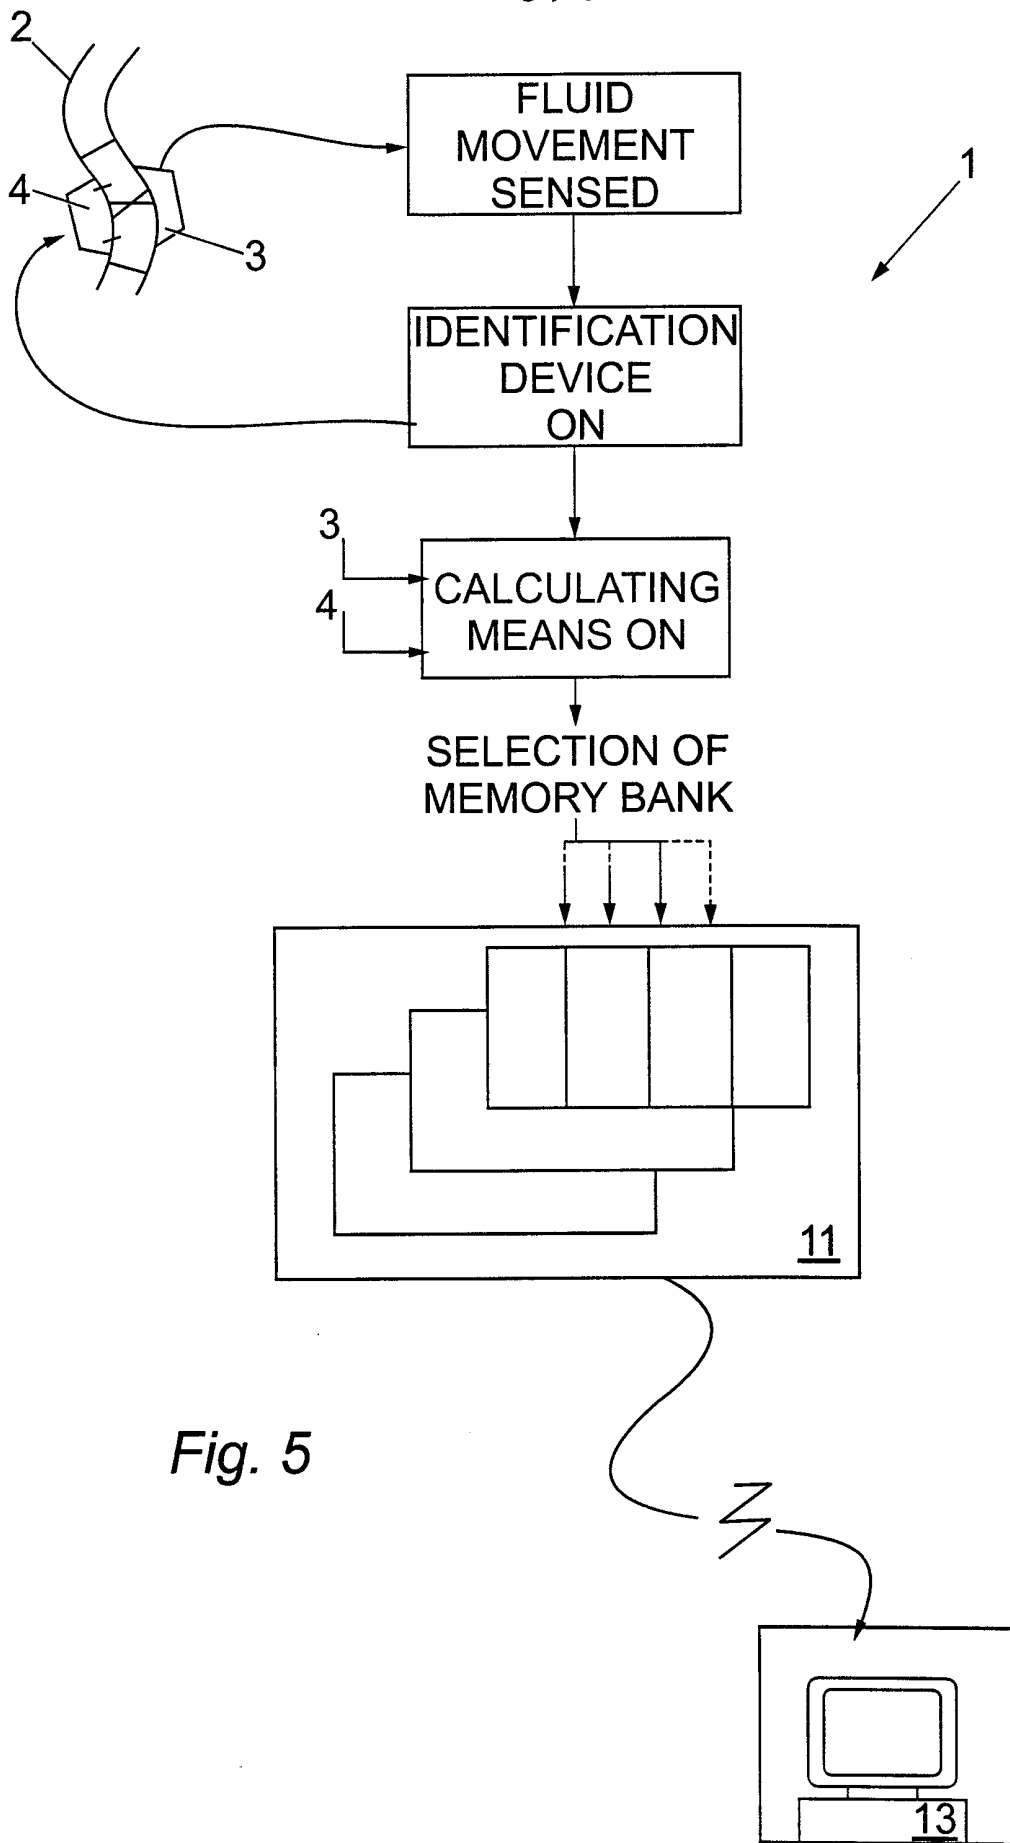 2
FLUID
MOVEMENT
SENSED
1
4
3
IDENTIFICATION
DEVICE
ON
3
CALCULATING
4
MEANS ON
SELECTION OF
MEMORY BANK
11
Fig. 5
13